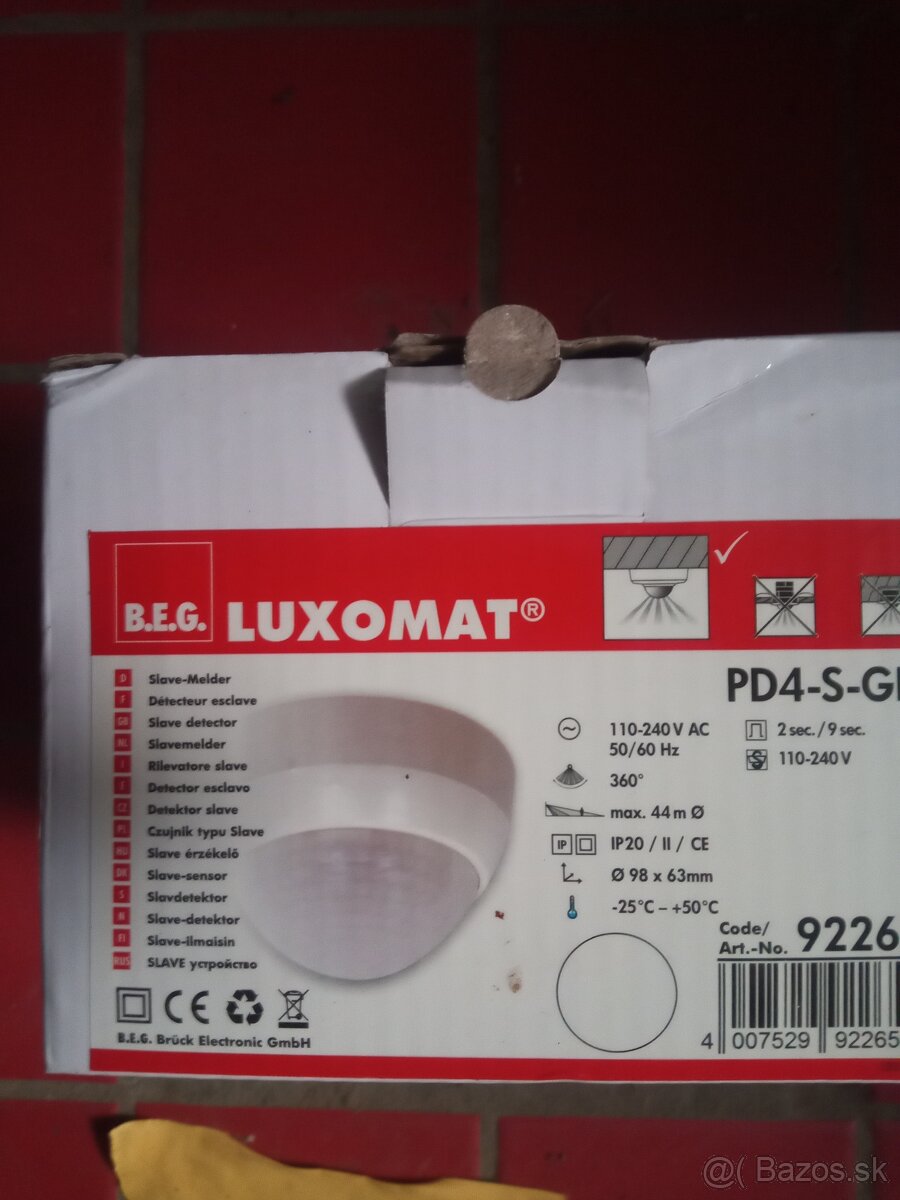 B.E.G. LUXOMAT®
PD4-S-G
D Slave-Melder
F Détecteur esclave
GB Slave detector
NL Slavemelder
I Rilevatore slave
E Detector esclavo
CZ Detektor slave
PL Czujnik typu Slave
HU Slave érzékelő
DK Slave-sensor
S Slavdetektor
N Slave-detektor
FI Slave-ilmaisin
RUS SLAVE устройство
110-240 V AC
50/60 Hz
360°
max. 44 m Ø
IP IP20 / II / CE
Ø 98 x 63mm
-25°C – +50°C
2 sec. / 9 sec.
S 110-240 V
Code/
Art.-No. 9226
4 007529 92265
CE
B.E.G. Brück Electronic GmbH
@( Bazos.sk